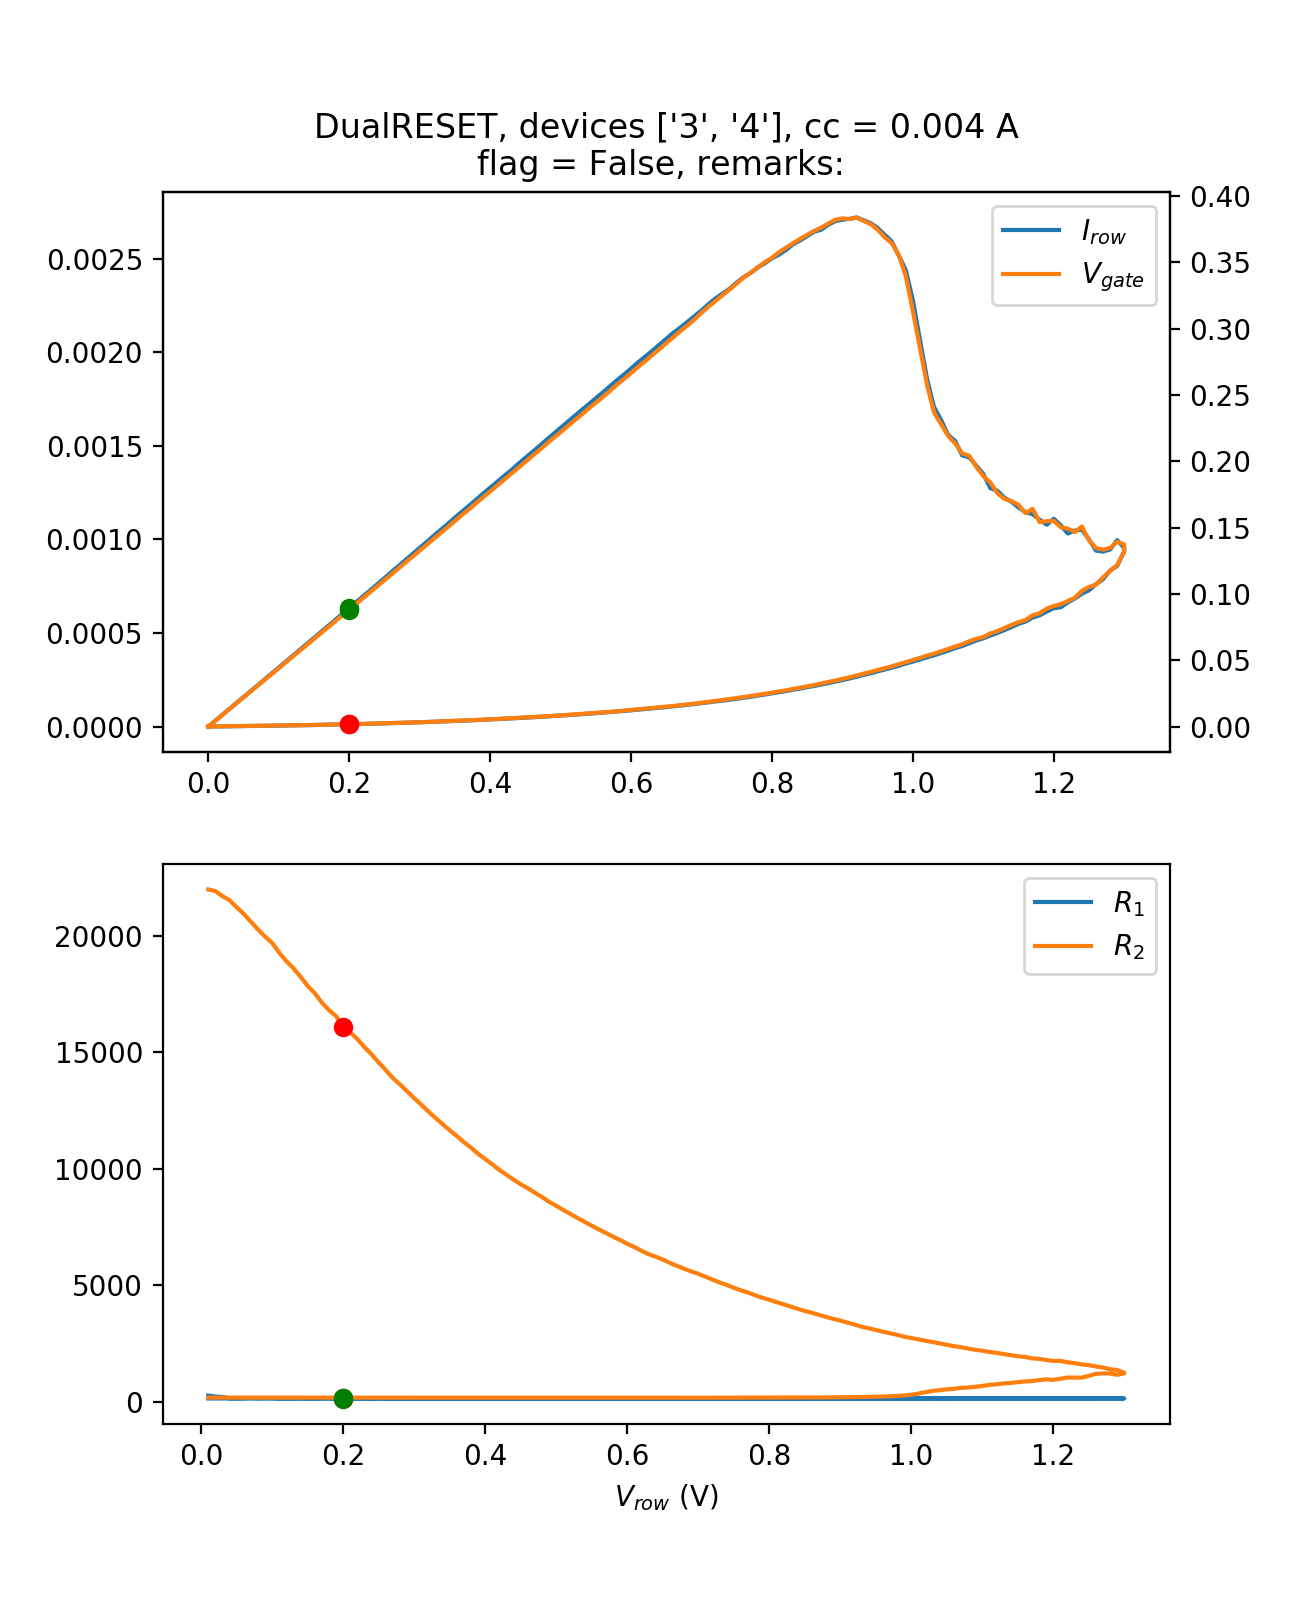 DualRESET, devices ['3', '4'], cc = 0.004 A
flag = False, remarks:
I_row
V_gate
0.0025
0.0020
0.0015
0.0010
0.0005
0.0000
0.40
0.35
0.30
0.25
0.20
0.15
0.10
0.05
0.00
0.0 0.2 0.4 0.6 0.8 1.0 1.2
R_1
R_2
20000
15000
10000
5000
0
0.0 0.2 0.4 0.6 0.8 1.0 1.2
V_row (V)